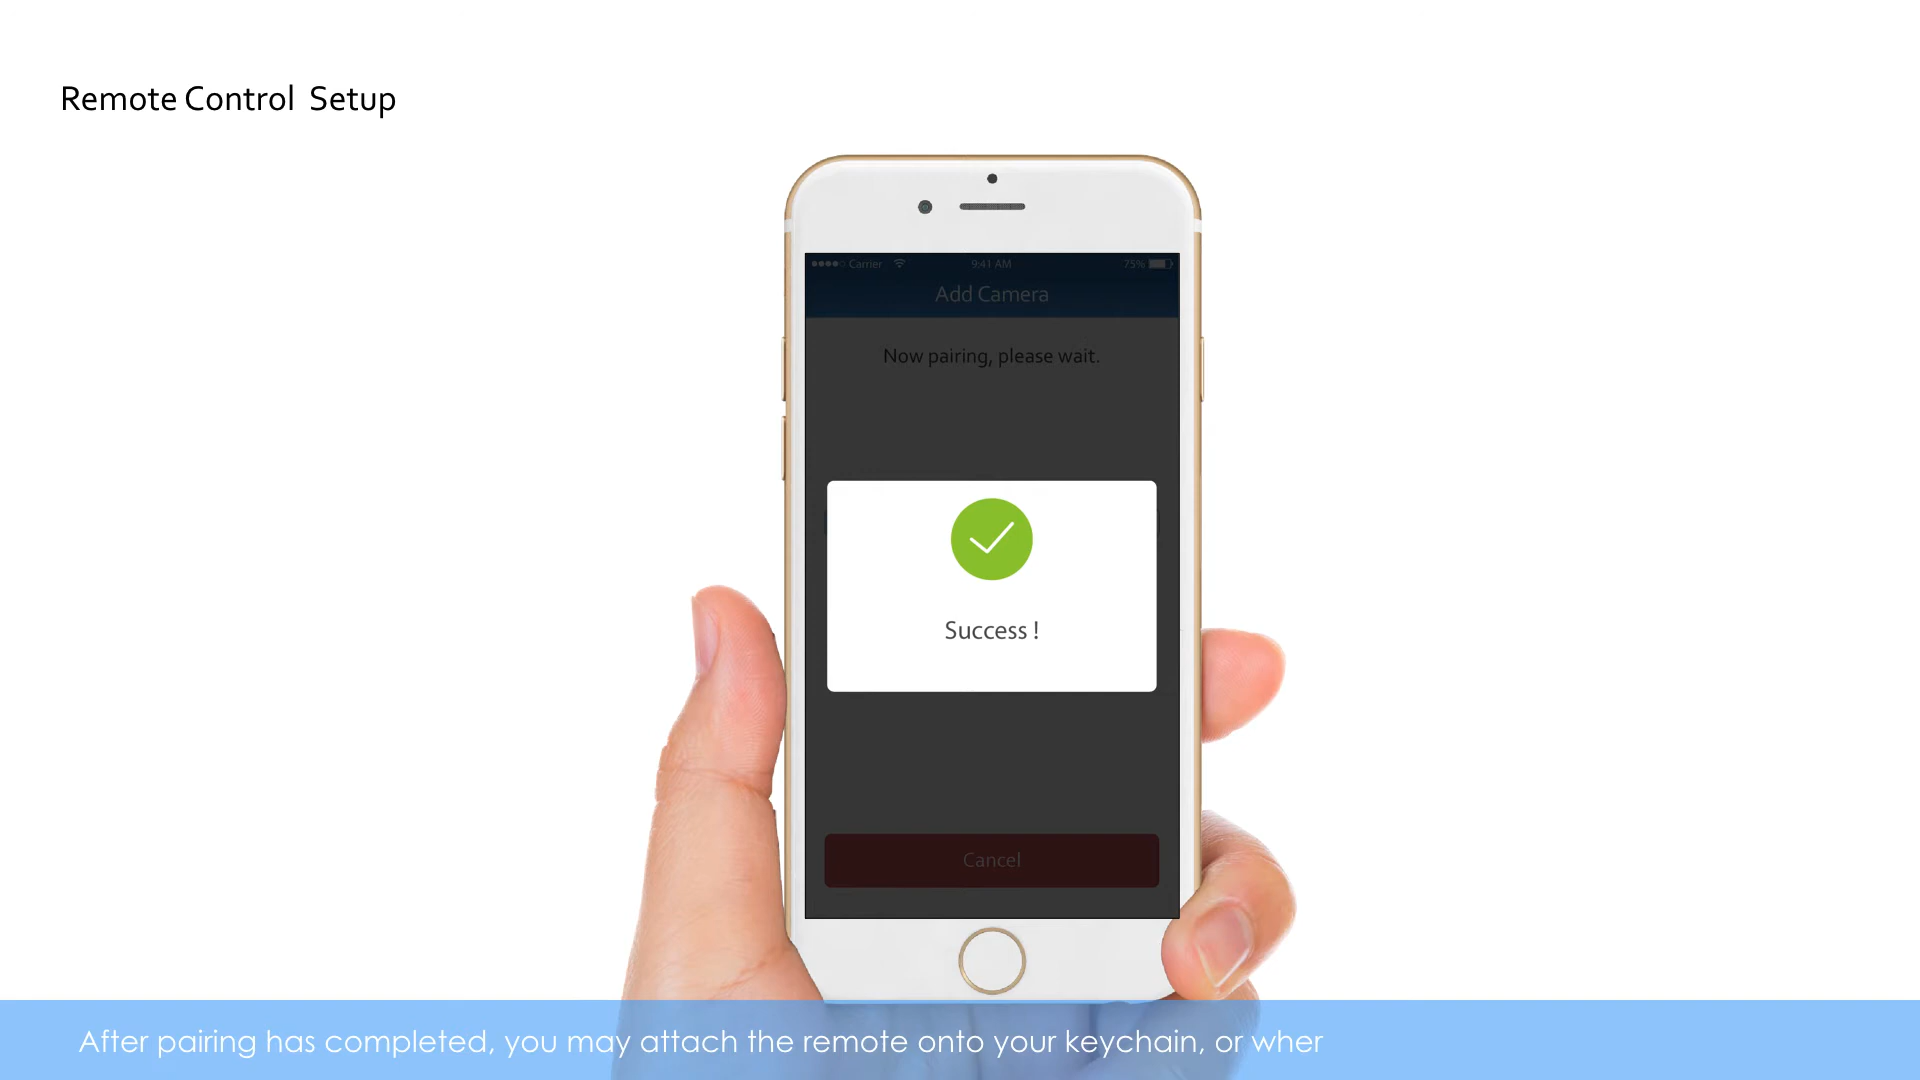 Remote Control Setup
Carrier 9:41 AM 75%
Add Camera
Now pairing, please wait.
Success !
Cancel
After pairing has completed, you may attach the remote onto your keychain, or wher